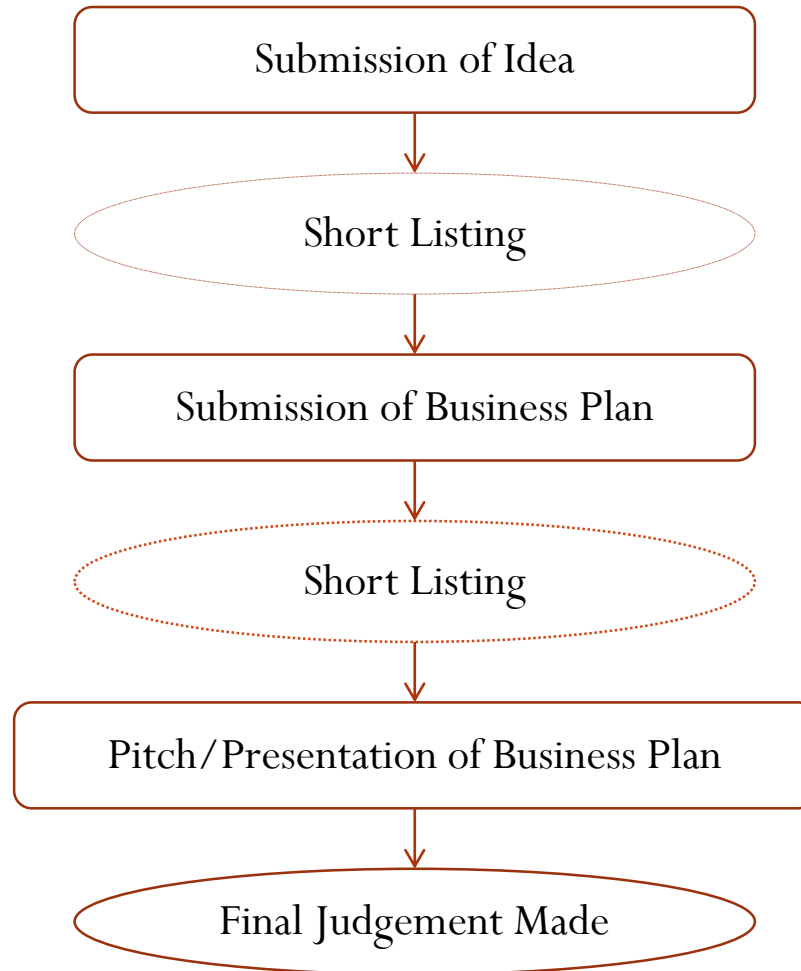 Submission of Idea
Short Listing
Submission of Business Plan
Short Listing
Pitch/Presentation of Business Plan
Final Judgement Made